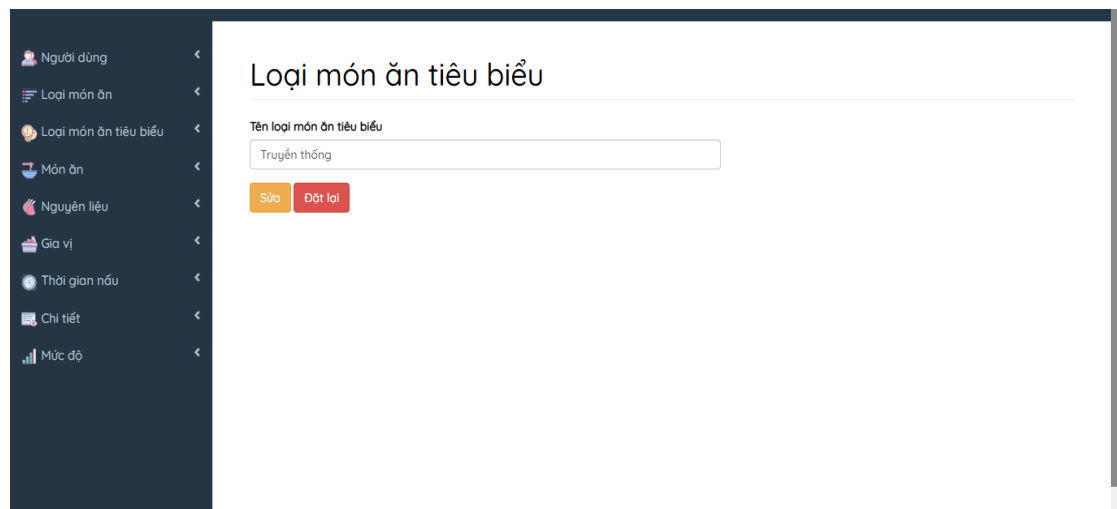 Người dùng
Loại món ăn
Loại món ăn tiêu biểu
Món ăn
Nguyên liệu
Gia vị
Thời gian nấu
Chi tiết
Mức độ
Loại món ăn tiêu biểu
Tên loại món ăn tiêu biểu
Truyền thống
Sửa Đặt lại